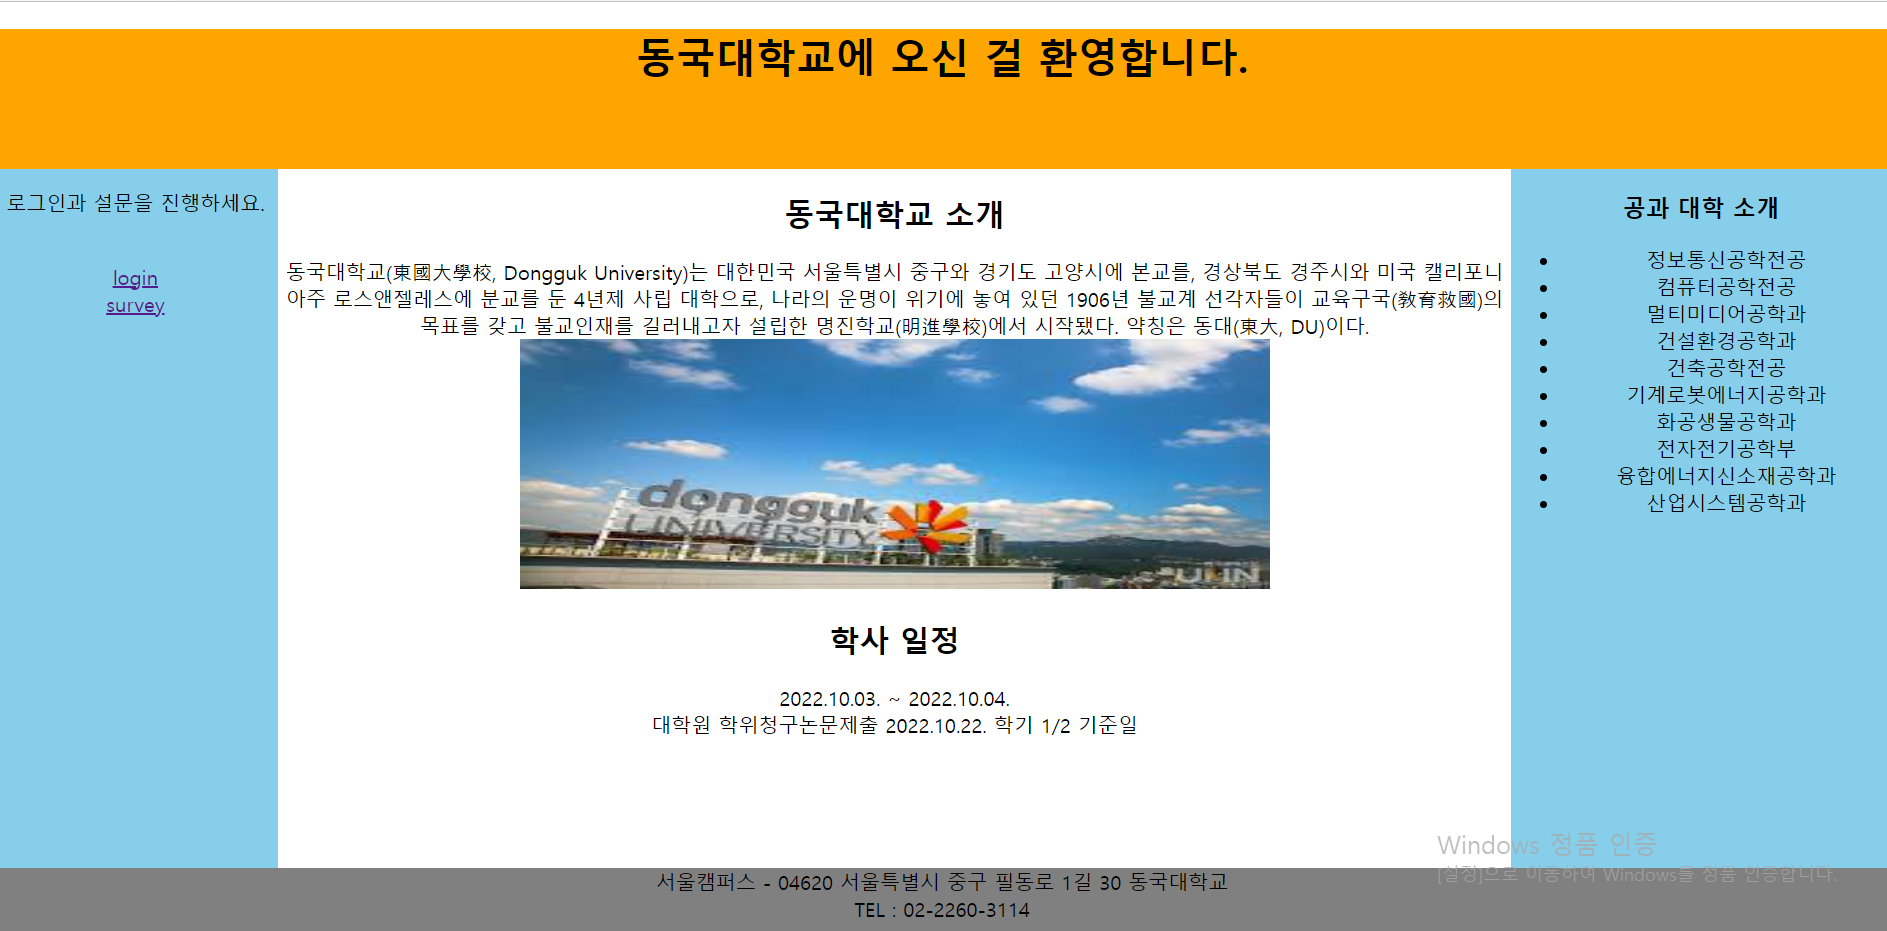 동국대학교에 오신 걸 환영합니다.
로그인과 설문을 진행하세요.
login
survey
동국대학교 소개
동국대학교(東國大學校, Dongguk University)는 대한민국 서울특별시 중구와 경기도 고양시에 본교를, 경상북도 경주시와 미국 캘리포니
아주 로스앤젤레스에 분교를 둔 4년제 사립 대학으로, 나라의 운명이 위기에 놓여 있던 1906년 불교계 선각자들이 교육구국(敎育救國)의
목표를 갖고 불교인재를 길러내고자 설립한 명진학교(明進學校)에서 시작됐다. 약칭은 동대(東大, DU)이다.
dongguk
UNIVERSITY
학사 일정
2022.10.03. ~ 2022.10.04.
대학원 학위청구논문제출 2022.10.22. 학기 1/2 기준일
공과 대학 소개
정보통신공학전공
컴퓨터공학전공
멀티미디어공학과
건설환경공학과
건축공학전공
기계로봇에너지공학과
화공생물공학과
전자전기공학부
융합에너지신소재공학과
산업시스템공학과
Windows 정품 인증
[설정]으로 이동하여 Windows를 정품 인증합니다.
서울캠퍼스 - 04620 서울특별시 중구 필동로 1길 30 동국대학교
TEL : 02-2260-3114